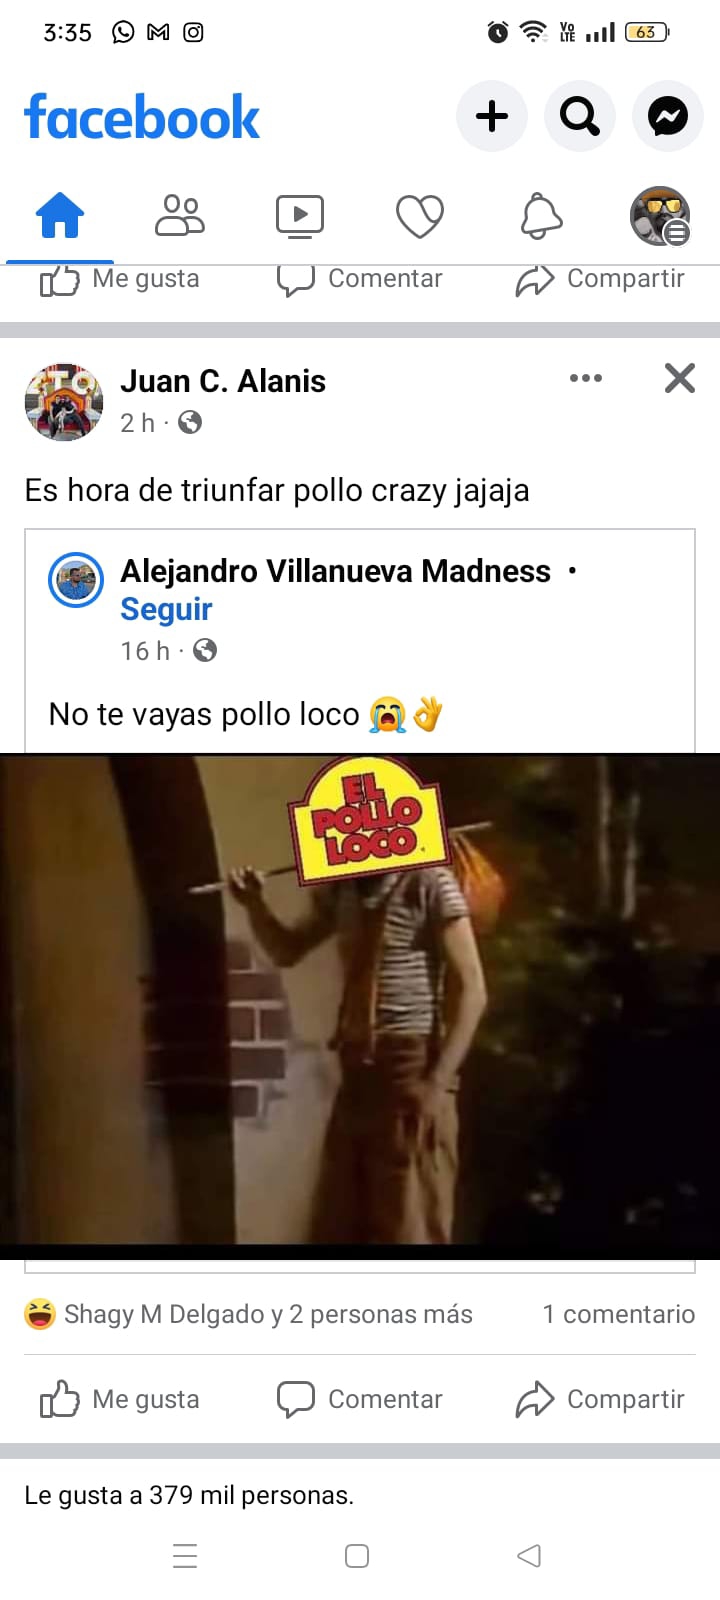 3:35
Vo
LTE
63
facebook
Me gusta
Comentar
Compartir
Juan C. Alanis
2 h ·
Es hora de triunfar pollo crazy jajaja
Alejandro Villanueva Madness ·
Seguir
16 h ·
No te vayas pollo loco 😭👌
EL
POLLO
LOCO.
Shagy M Delgado y 2 personas más
1 comentario
Me gusta
Comentar
Compartir
Le gusta a 379 mil personas.